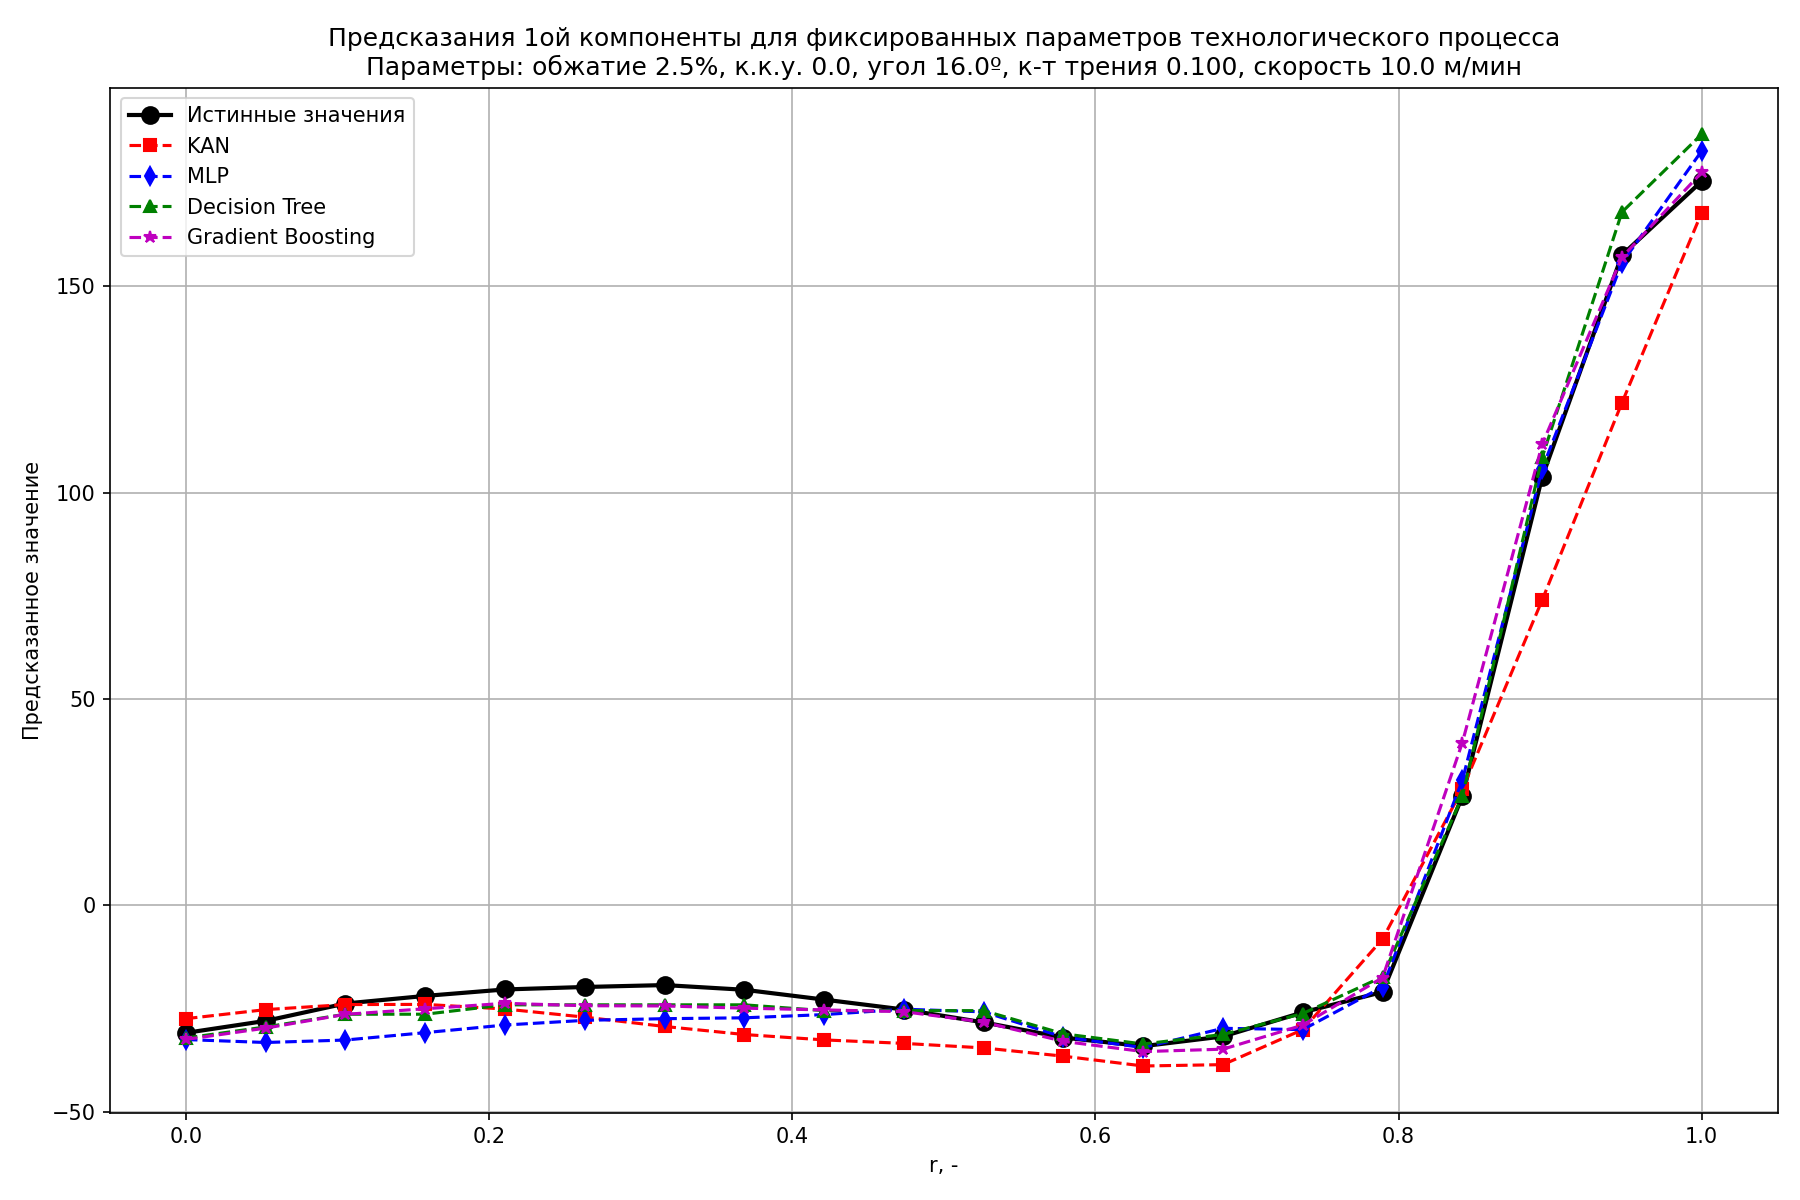 Предсказания 1ой компоненты для фиксированных параметров технологического процесса
Параметры: обжатие 2.5%, к.к.у. 0.0, угол 16.0º, к-т трения 0.100, скорость 10.0 м/мин
Истинные значения
KAN
MLP
Decision Tree
Gradient Boosting
Предсказанное значение
150
100
50
0
−50
0.0
0.2
0.4
0.6
0.8
1.0
r, -